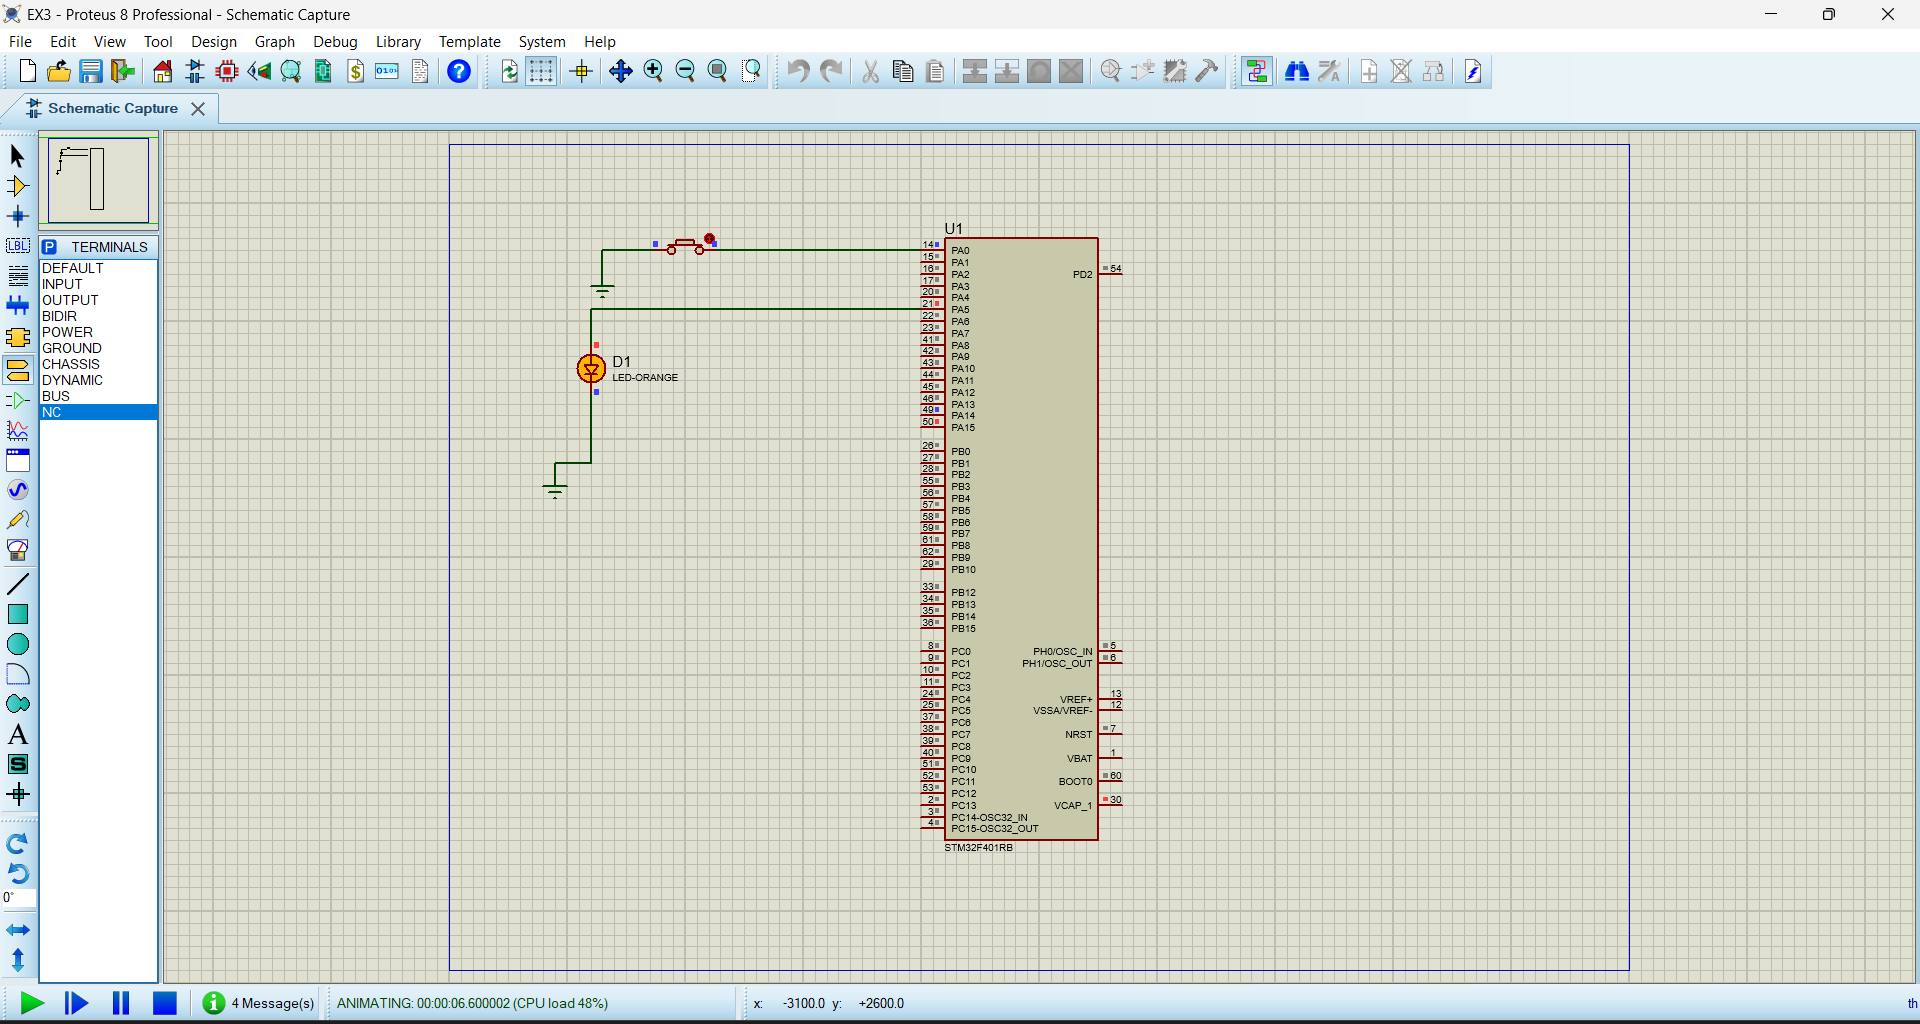 EX3 - Proteus 8 Professional - Schematic Capture
File Edit View Tool Design Graph Debug Library Template System Help
Schematic Capture
LBL
P TERMINALS
DEFAULT
INPUT
OUTPUT
BIDIR
POWER
GROUND
CHASSIS
DYNAMIC
BUS
NC
A
S
0°
D1
LED-ORANGE
U1
14 PA0
15 PA1
16 PA2
17 PA3
20 PA4
21 PA5
22 PA6
23 PA7
41 PA8
42 PA9
43 PA10
44 PA11
45 PA12
46 PA13
49 PA14
50 PA15
26 PB0
27 PB1
28 PB2
55 PB3
56 PB4
57 PB5
58 PB6
59 PB7
61 PB8
62 PB9
29 PB10
33 PB12
34 PB13
35 PB14
36 PB15
8 PC0
9 PC1
10 PC2
11 PC3
24 PC4
25 PC5
37 PC6
38 PC7
39 PC8
40 PC9
51 PC10
52 PC11
53 PC12
2 PC13
3 PC14-OSC32_IN
4 PC15-OSC32_OUT
PD2 54
PH0/OSC_IN 5
PH1/OSC_OUT 6
VREF+ 13
VSSA/VREF- 12
NRST 7
VBAT 1
BOOT0 60
VCAP_1 30
STM32F401RB
4 Message(s) ANIMATING: 00:00:06.600002 (CPU load 48%) x: -3100.0 y: +2600.0 th